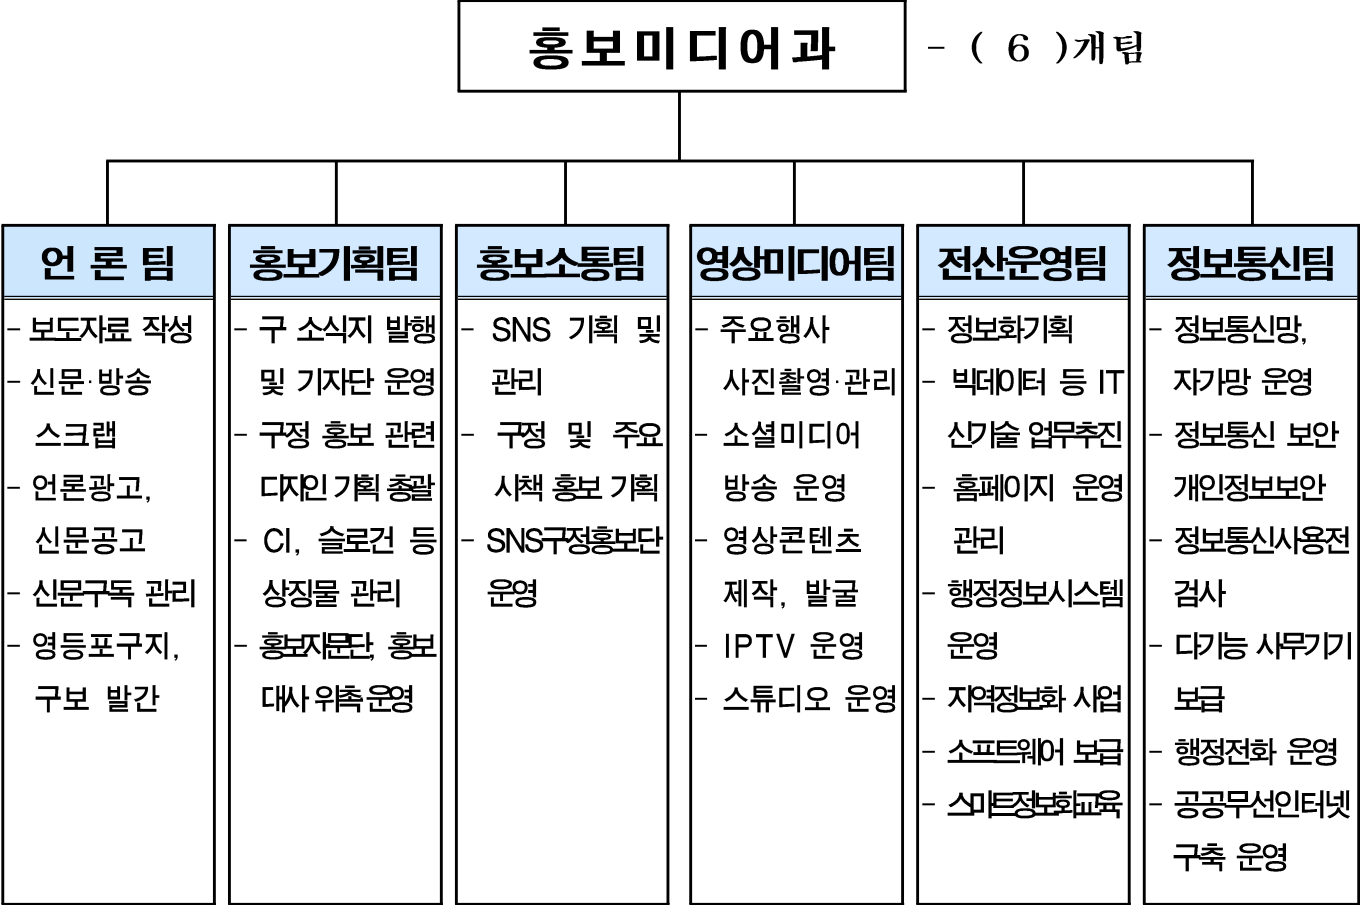 홍보미디어과
- ( 6 )개팀
언 론 팀
- 보도자료 작성
- 신문·방송
스크랩
- 언론광고,
신문공고
- 신문구독 관리
- 영등포구지,
구보 발간
홍보기획팀
- 구 소식지 발행
및 기자단 운영
- 구정 홍보 관련
디자인 기획 총괄
- CI, 슬로건 등
상징물 관리
- 홍보자문단, 홍보
대사 위촉 운영
홍보소통팀
- SNS 기획 및
관리
- 구정 및 주요
시책 홍보 기획
- SNS구정홍보단
운영
영상미디어팀
- 주요행사
사진촬영·관리
- 소셜미디어
방송 운영
- 영상콘텐츠
제작, 발굴
- IPTV 운영
- 스튜디오 운영
전산운영팀
- 정보화기획
- 빅데이터 등 IT
신기술 업무추진
- 홈페이지 운영
관리
- 행정정보시스템
운영
- 지역정보화 사업
- 소프트웨어 보급
- 스마트정보화교육
정보통신팀
- 정보통신망,
자가망 운영
- 정보통신 보안
개인정보보안
- 정보통신사용전
검사
- 다기능 사무기기
보급
- 행정전화 운영
- 공공무선인터넷
구축 운영